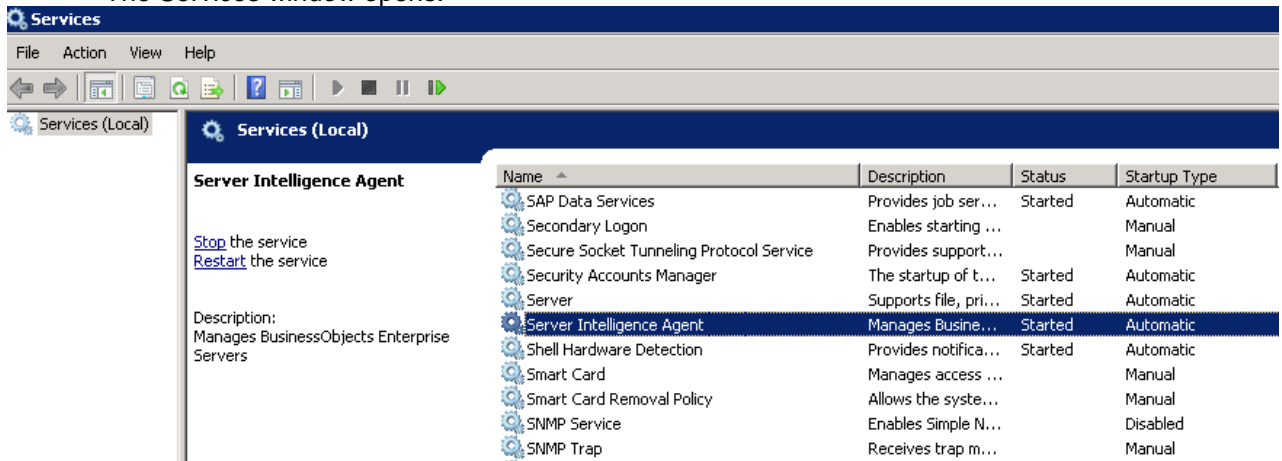 The Services window opens.
Services
File Action View Help
Services (Local)
Services (Local)
Server Intelligence Agent
Stop the service
Restart the service
Description:
Manages BusinessObjects Enterprise
Servers
Name Description Status Startup Type
SAP Data Services Provides job ser... Started Automatic
Secondary Logon Enables starting ... Manual
Secure Socket Tunneling Protocol Service Provides support... Manual
Security Accounts Manager The startup of t... Started Automatic
Server Supports file, pri... Started Automatic
Server Intelligence Agent Manages Busine... Started Automatic
Shell Hardware Detection Provides notifica... Started Automatic
Smart Card Manages access ... Manual
Smart Card Removal Policy Allows the syste... Manual
SNMP Service Enables Simple N... Disabled
SNMP Trap Receives trap m... Manual